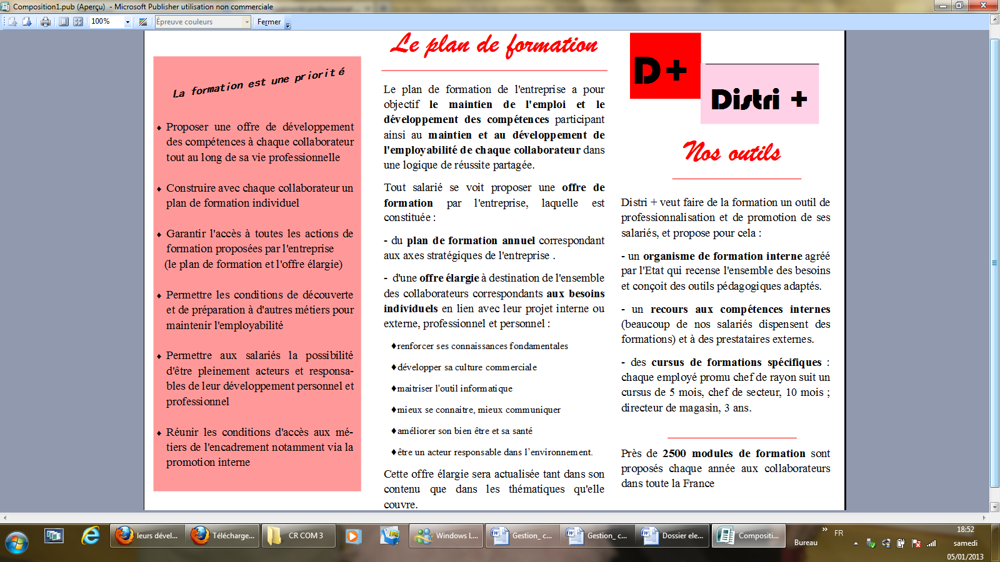 Composition1.pub (Aperçu) - Microsoft Publisher utilisation non commerciale
100%
Épreuve couleurs
Fermer
La formation est une priorité
♦ Proposer une offre de développement
des compétences à chaque collaborateur
tout au long de sa vie professionnelle
♦ Construire avec chaque collaborateur un
plan de formation individuel
♦ Garantir l'accès à toutes les actions de
formation proposées par l'entreprise
(le plan de formation et l'offre élargie)
♦ Permettre les conditions de découverte
et de préparation à d'autres métiers pour
maintenir l'employabilité
♦ Permettre aux salariés la possibilité
d'être pleinement acteurs et responsa-
bles de leur développement personnel et
professionnel
♦ Réunir les conditions d'accès aux mé-
tiers de l'encadrement notamment via la
promotion interne
Le plan de formation
Le plan de formation de l'entreprise a pour
objectif le maintien de l'emploi et le
développement des compétences participant
ainsi au maintien et au développement de
l'employabilité de chaque collaborateur dans
une logique de réussite partagée.
Tout salarié se voit proposer une offre de
formation par l'entreprise, laquelle est
constituée :
- du plan de formation annuel correspondant
aux axes stratégiques de l'entreprise .
- d'une offre élargie à destination de l'ensemble
des collaborateurs correspondants aux besoins
individuels en lien avec leur projet interne ou
externe, professionnel et personnel :
♦renforcer ses connaissances fondamentales
♦développer sa culture commerciale
♦maitriser l'outil informatique
♦mieux se connaitre, mieux communiquer
♦améliorer son bien être et sa santé
♦être un acteur responsable dans l’environnement.
Cette offre élargie sera actualisée tant dans son
contenu que dans les thématiques qu'elle
couvre.
D +
Distri +
Nos outils
Distri + veut faire de la formation un outil de
professionnalisation et de promotion de ses
salariés, et propose pour cela :
- un organisme de formation interne agréé
par l'Etat qui recense l'ensemble des besoins
et conçoit des outils pédagogiques adaptés.
- un recours aux compétences internes
(beaucoup de nos salariés dispensent des
formations) et à des prestataires externes.
- des cursus de formations spécifiques :
chaque employé promu chef de rayon suit un
cursus de 5 mois, chef de secteur, 10 mois ;
directeur de magasin, 3 ans.
Près de 2500 modules de formation sont
proposés chaque année aux collaborateurs
dans toute la France
leurs dével...
Télécharge...
CR COM 3
Windows L...
Gestion_ c...
Gestion_ c...
Dossier ele...
Compositi...
Bureau
»
FR
18:52
samedi
05/01/2013